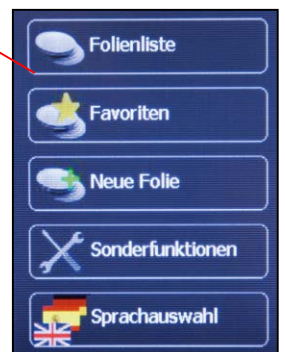 Folienliste
Favoriten
Neue Folie
Sonderfunktionen
Sprachauswahl